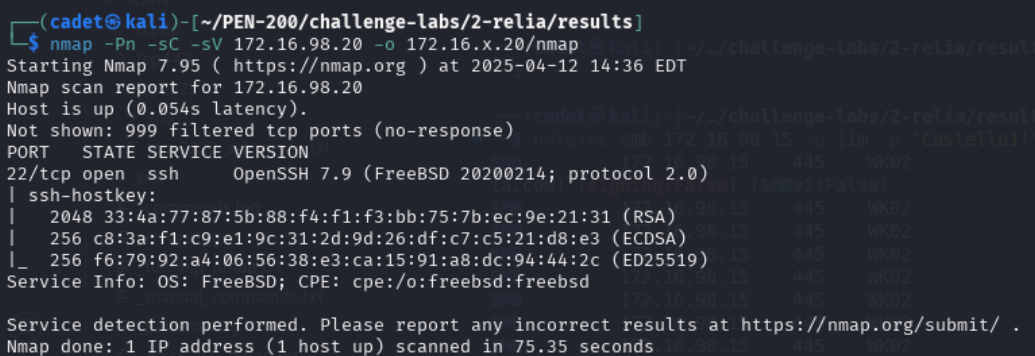 ┌──(cadet㉿kali)-[~/PEN-200/challenge-labs/2-relia/results]
└─$ nmap -Pn -sC -sV 172.16.98.20 -o 172.16.x.20/nmap
Starting Nmap 7.95 ( https://nmap.org ) at 2025-04-12 14:36 EDT
Nmap scan report for 172.16.98.20
Host is up (0.054s latency).
Not shown: 999 filtered tcp ports (no-response)
PORT   STATE SERVICE VERSION
22/tcp open  ssh     OpenSSH 7.9 (FreeBSD 20200214; protocol 2.0)
| ssh-hostkey:
|   2048 33:4a:77:87:5b:88:f4:f1:f3:bb:75:7b:ec:9e:21:31 (RSA)
|   256 c8:3a:f1:c9:e1:9c:31:2d:9d:26:df:c7:c5:21:d8:e3 (ECDSA)
|_  256 f6:79:92:a4:06:56:38:e3:ca:15:91:a8:dc:94:44:2c (ED25519)
Service Info: OS: FreeBSD; CPE: cpe:/o:freebsd:freebsd
Service detection performed. Please report any incorrect results at https://nmap.org/submit/ .
Nmap done: 1 IP address (1 host up) scanned in 75.35 seconds